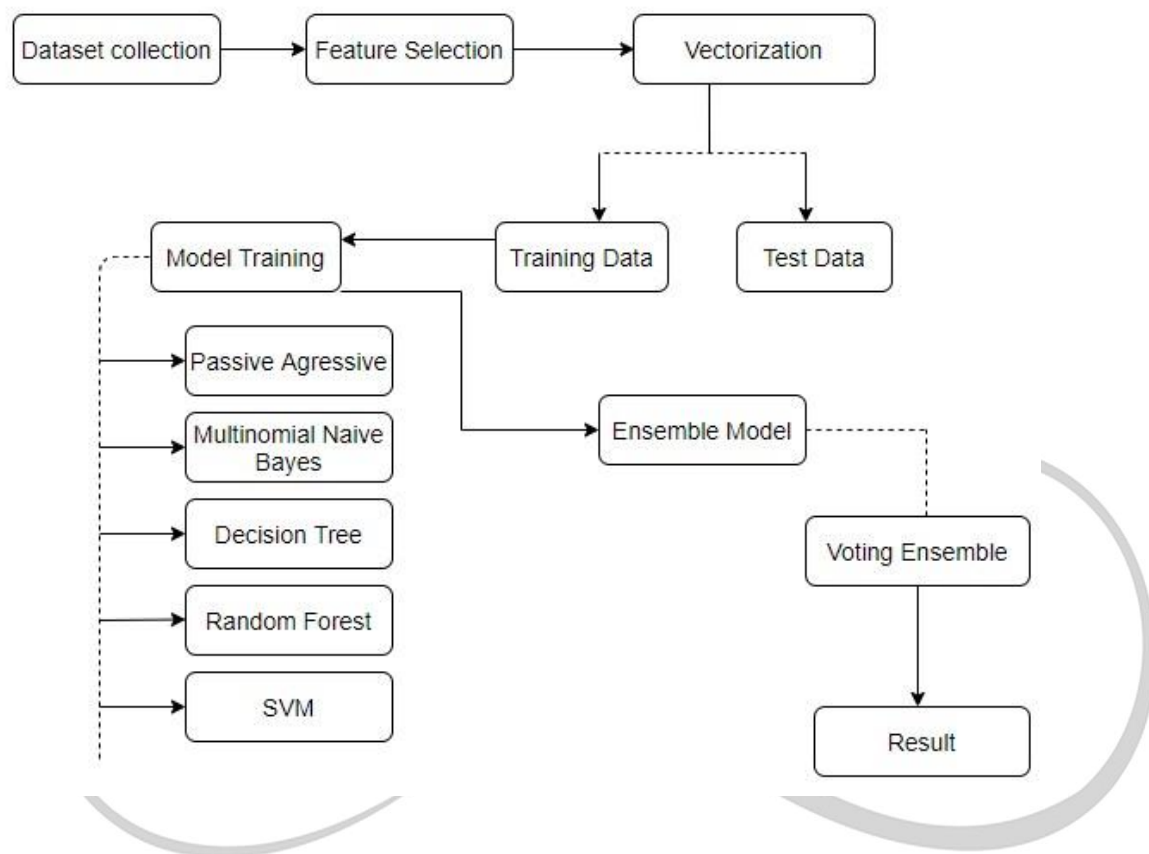 Dataset collection
Feature Selection
Vectorization
Model Training
Training Data
Test Data
Passive Agressive
Multinomial Naive
Bayes
Decision Tree
Random Forest
SVM
Ensemble Model
Voting Ensemble
Result